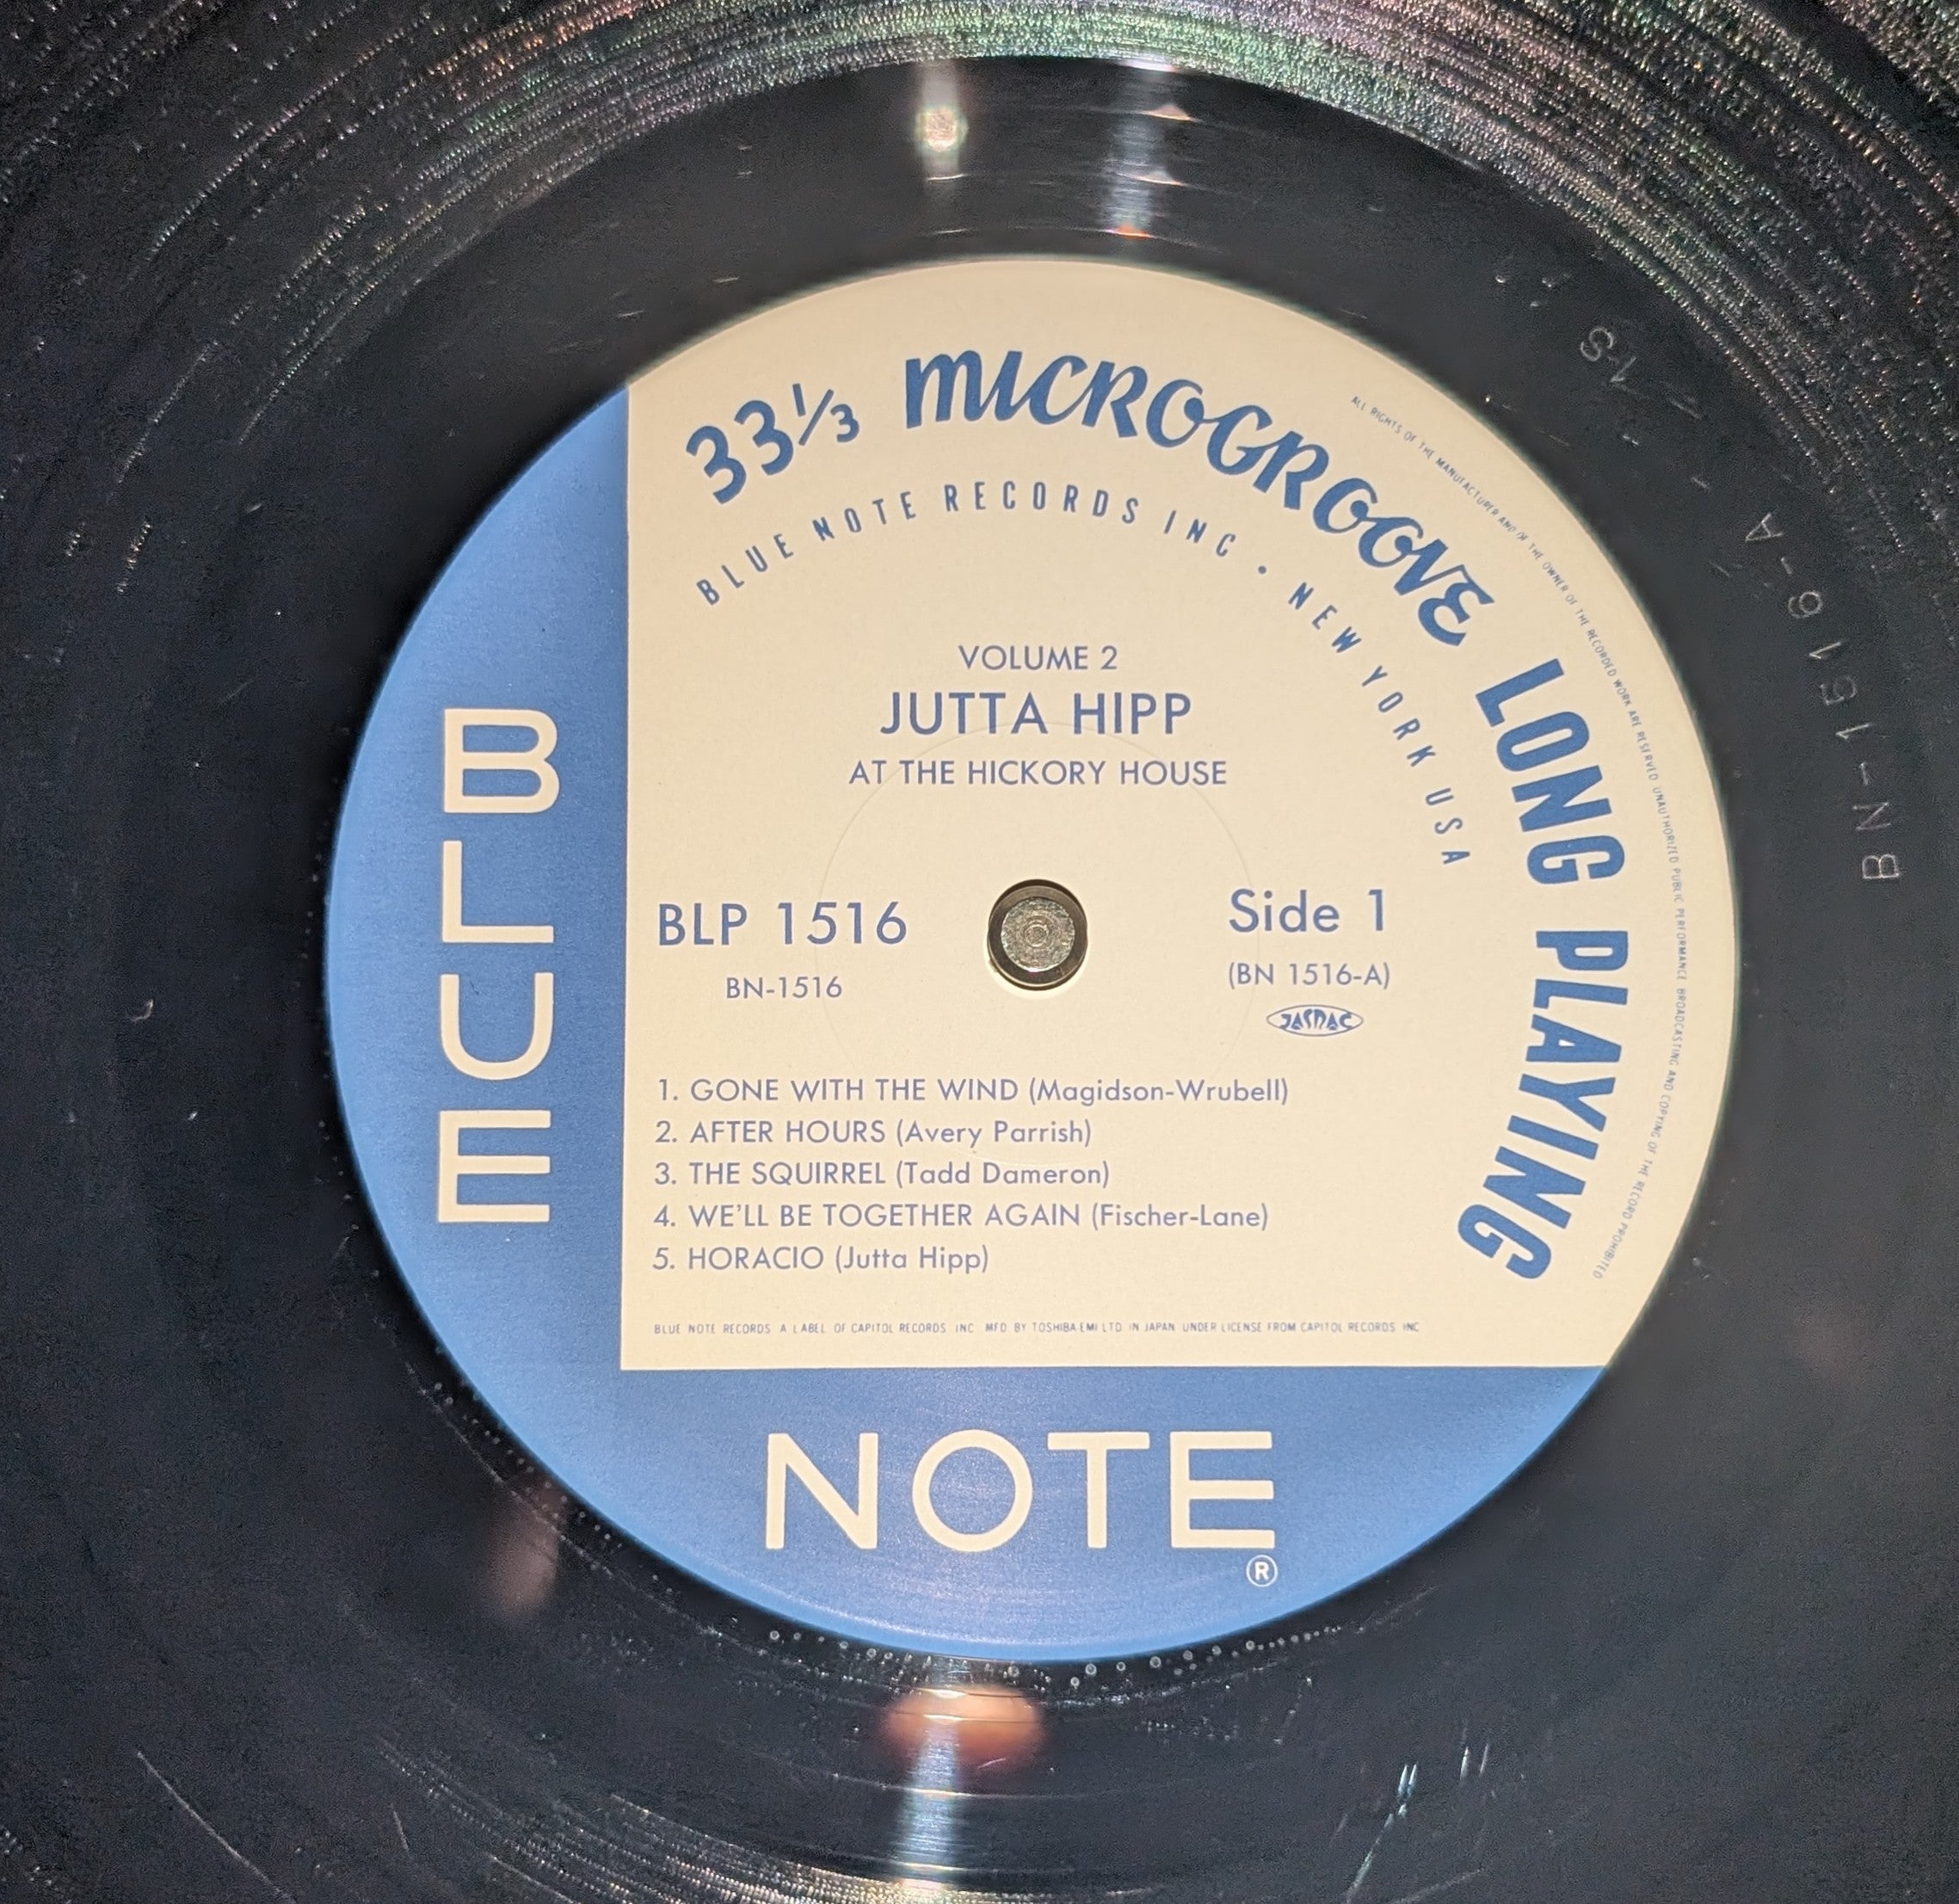 33⅓ MICROGROOVE LONG PLAYING
BLUE NOTE RECORDS INC • NEW YORK USA
ALL RIGHTS OF THE MANUFACTURER AND OF THE OWNER OF THE RECORDED WORK ARE RESERVED UNAUTHORIZED PUBLIC PERFORMANCE BROADCASTING AND COPYING OF THE RECORD PROHIBITED
VOLUME 2
JUTTA HIPP
AT THE HICKORY HOUSE
BLP 1516
BN-1516
Side 1
(BN 1516-A)
JASRAC
1. GONE WITH THE WIND (Magidson-Wrubell)
2. AFTER HOURS (Avery Parrish)
3. THE SQUIRREL (Tadd Dameron)
4. WE'LL BE TOGETHER AGAIN (Fischer-Lane)
5. HORACIO (Jutta Hipp)
BLUE NOTE RECORDS A LABEL OF CAPITOL RECORDS INC MFD BY TOSHIBA EMI LTD IN JAPAN UNDER LICENSE FROM CAPITOL RECORDS INC
BLUE
NOTE ®
BN-1516-A
1-S